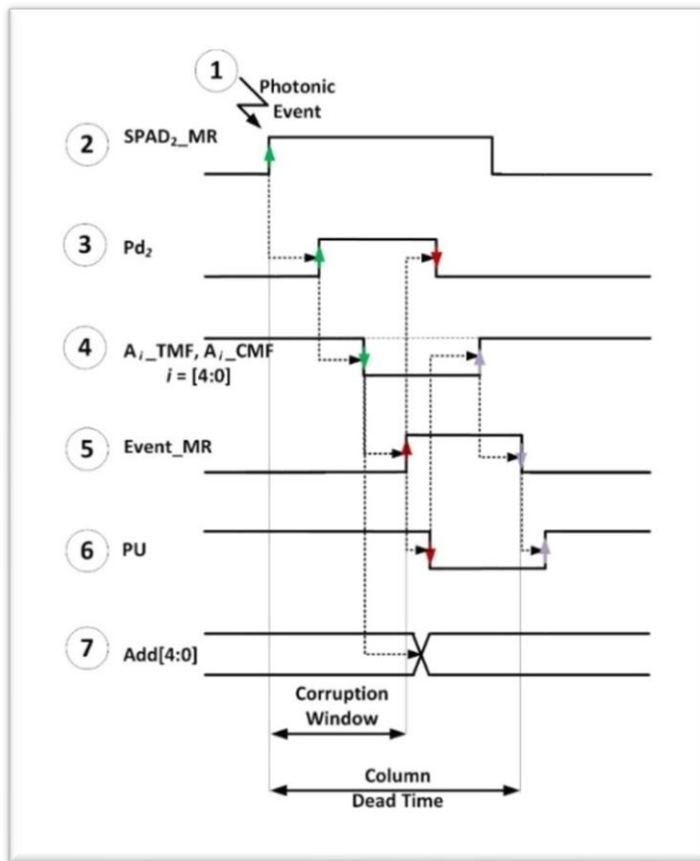 1
Photonic
Event
2 SPAD₂_MR
3 Pd₂
4 Aᵢ_TMF, Aᵢ_CMF
i = [4:0]
5 Event_MR
6 PU
7 Add[4:0]
Corruption
Window
Column
Dead Time